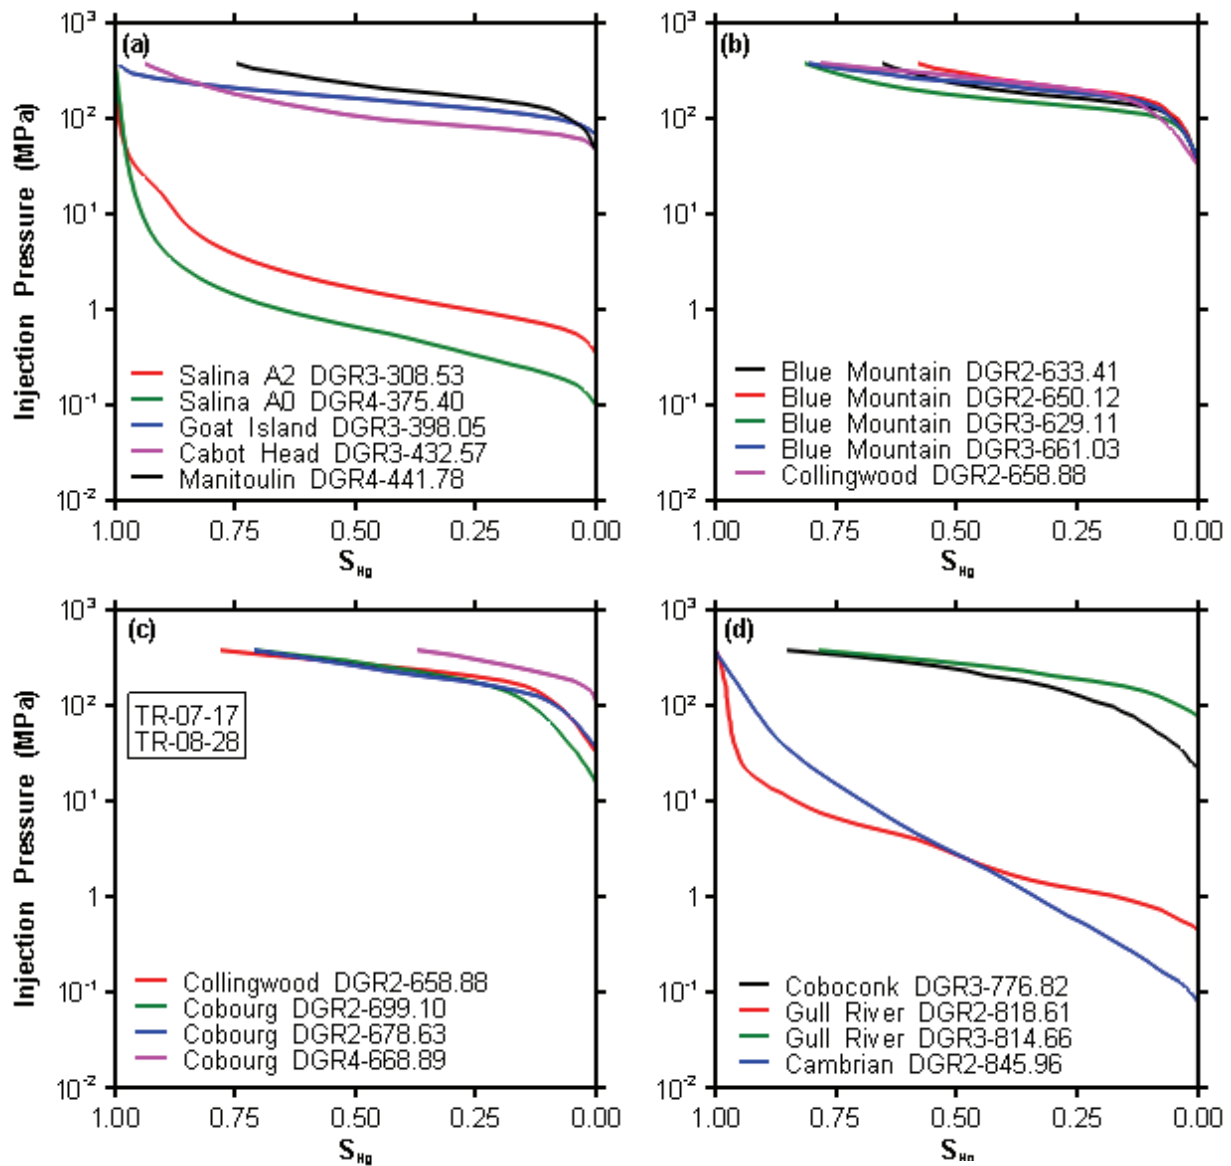 (a)
10³
10²
10¹
1
10⁻¹
10⁻²
Injection Pressure (MPa)
Salina A2 DGR3-308.53
Salina A0 DGR4-375.40
Goat Island DGR3-398.05
Cabot Head DGR3-432.57
Manitoulin DGR4-441.78
1.00 0.75 0.50 0.25 0.00
S_Hg
(b)
10³
10²
10¹
1
10⁻¹
10⁻²
Blue Mountain DGR2-633.41
Blue Mountain DGR2-650.12
Blue Mountain DGR3-629.11
Blue Mountain DGR3-661.03
Collingwood DGR2-658.88
1.00 0.75 0.50 0.25 0.00
S_Hg
(c)
10³
10²
10¹
1
10⁻¹
10⁻²
Injection Pressure (MPa)
TR-07-17
TR-08-28
Collingwood DGR2-658.88
Cobourg DGR2-699.10
Cobourg DGR2-678.63
Cobourg DGR4-668.89
1.00 0.75 0.50 0.25 0.00
S_Hg
(d)
10³
10²
10¹
1
10⁻¹
10⁻²
Coboconk DGR3-776.82
Gull River DGR2-818.61
Gull River DGR3-814.66
Cambrian DGR2-845.96
1.00 0.75 0.50 0.25 0.00
S_Hg